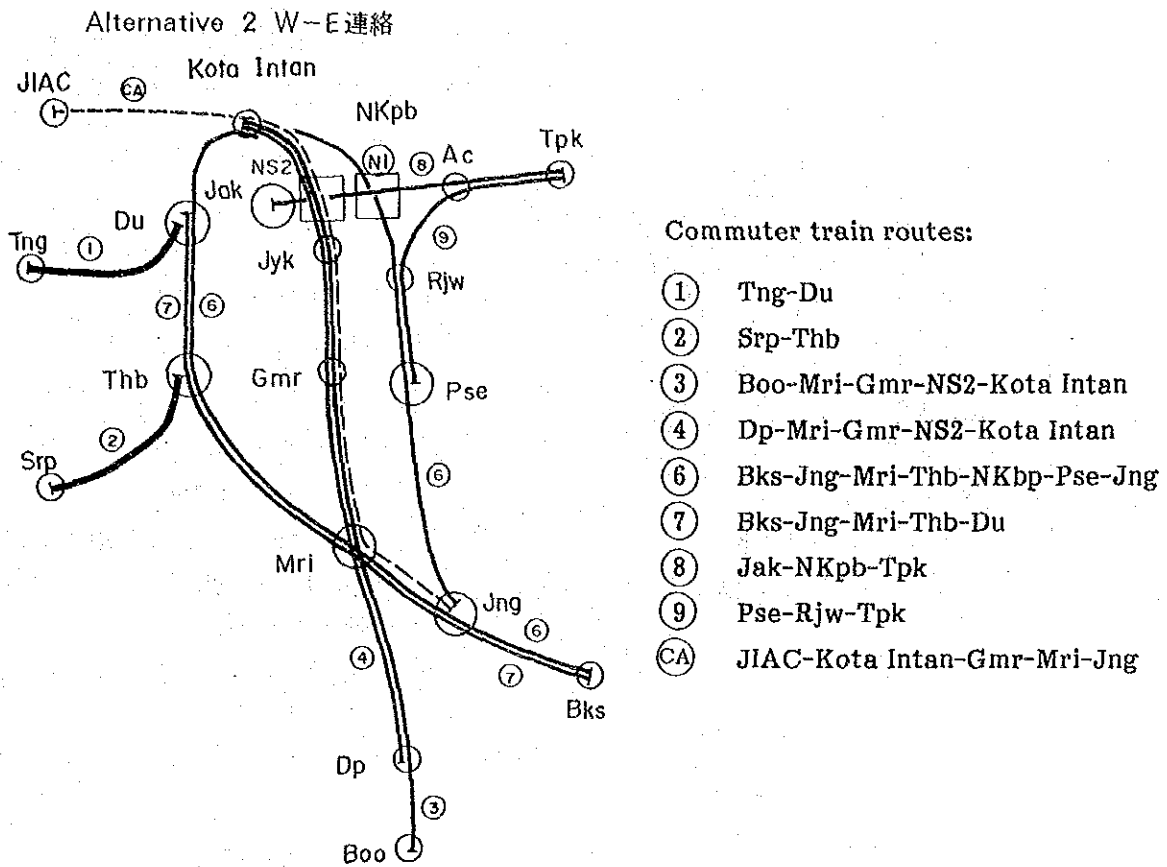 Alternative 2 W-E連絡
Kota Intan
JIAC
CA
NKpb
Tpk
NS2
N1
8
Ac
Jak
Du
Tng
1
9
Jyk
Rjw
7
6
Thb
Gmr
Pse
2
Srp
6
Mri
Jng
6
4
7
Bks
Dp
3
Boo
Commuter train routes:
1 Tng-Du
2 Srp-Thb
3 Boo-Mri-Gmr-NS2-Kota Intan
4 Dp-Mri-Gmr-NS2-Kota Intan
6 Bks-Jng-Mri-Thb-NKbp-Pse-Jng
7 Bks-Jng-Mri-Thb-Du
8 Jak-NKpb-Tpk
9 Pse-Rjw-Tpk
CA JIAC-Kota Intan-Gmr-Mri-Jng